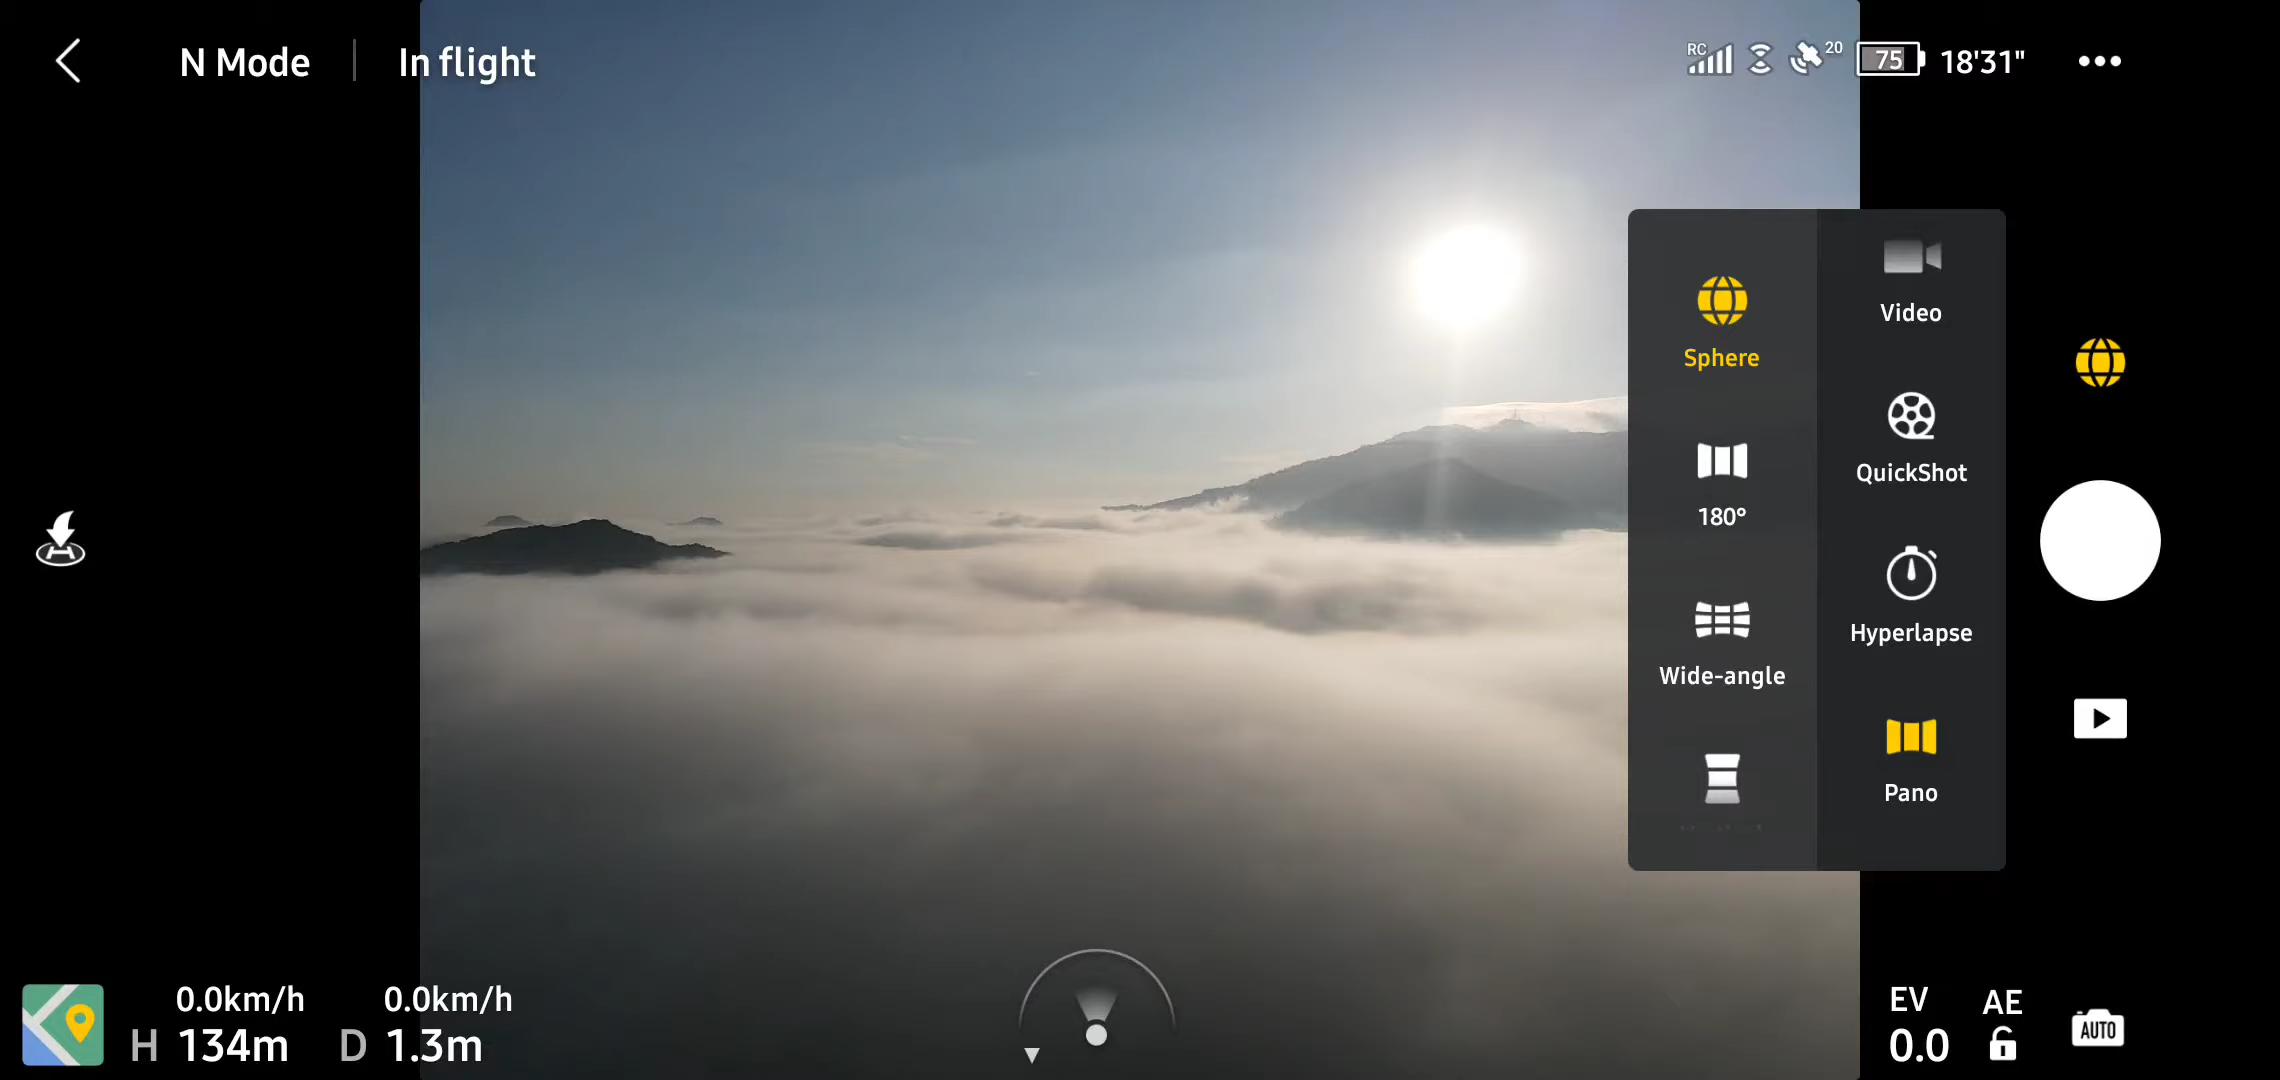 N Mode
In flight
RC
20
75
18'31"
Sphere
180°
Wide-angle
Video
QuickShot
Hyperlapse
Pano
0.0km/h
0.0km/h
H 134m
D 1.3m
EV
0.0
AE
AUTO